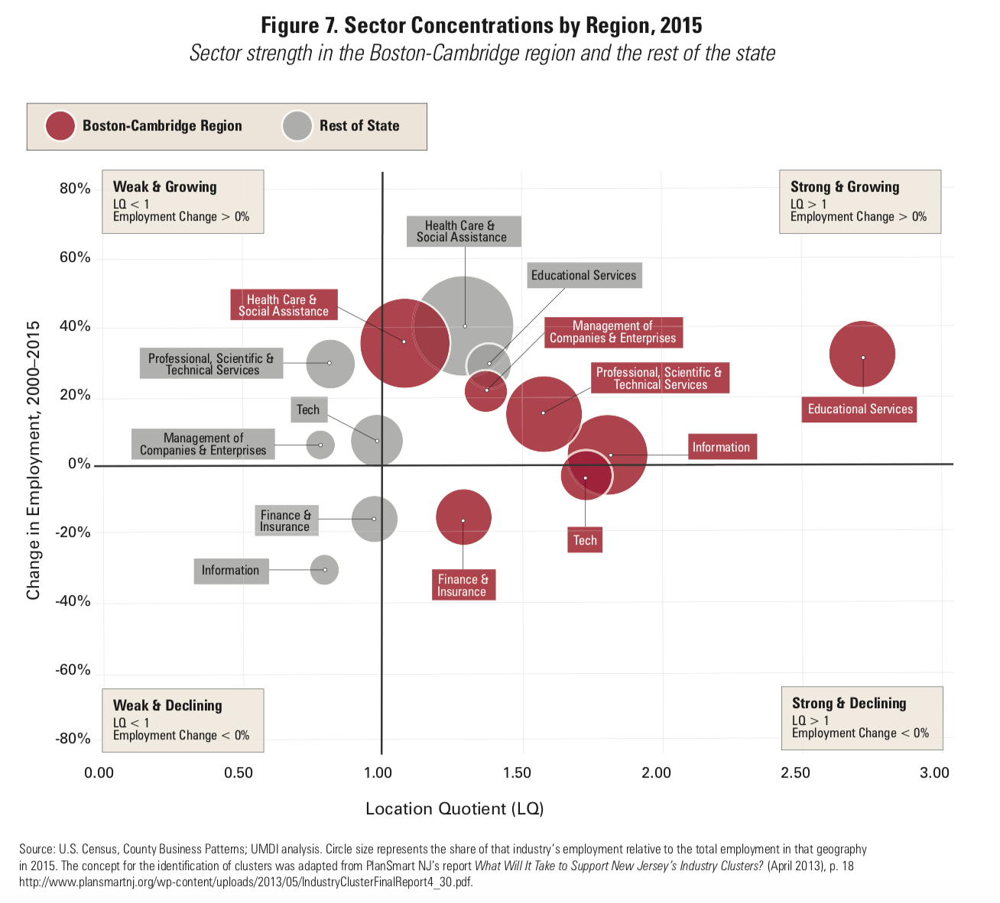 Figure 7. Sector Concentrations by Region, 2015
Sector strength in the Boston-Cambridge region and the rest of the state
Boston-Cambridge Region
Rest of State
Weak & Growing
LQ < 1
Employment Change > 0%
Strong & Growing
LQ > 1
Employment Change > 0%
80%
60%
40%
20%
0%
-20%
-40%
-60%
-80%
Change in Employment, 2000–2015
Health Care &
Social Assistance
Educational Services
Health Care &
Social Assistance
Management of
Companies & Enterprises
Professional, Scientific &
Technical Services
Professional, Scientific &
Technical Services
Educational Services
Tech
Management of
Companies & Enterprises
Information
Finance &
Insurance
Tech
Information
Finance &
Insurance
Weak & Declining
LQ < 1
Employment Change < 0%
Strong & Declining
LQ > 1
Employment Change < 0%
0.00
0.50
1.00
1.50
2.00
2.50
3.00
Location Quotient (LQ)
Source: U.S. Census, County Business Patterns; UMDI analysis. Circle size represents the share of that industry's employment relative to the total employment in that geography
in 2015. The concept for the identification of clusters was adapted from PlanSmart NJ's report What Will It Take to Support New Jersey's Industry Clusters? (April 2013), p. 18
http://www.plansmartnj.org/wp-content/uploads/2013/05/IndustryClusterFinalReport4_30.pdf.